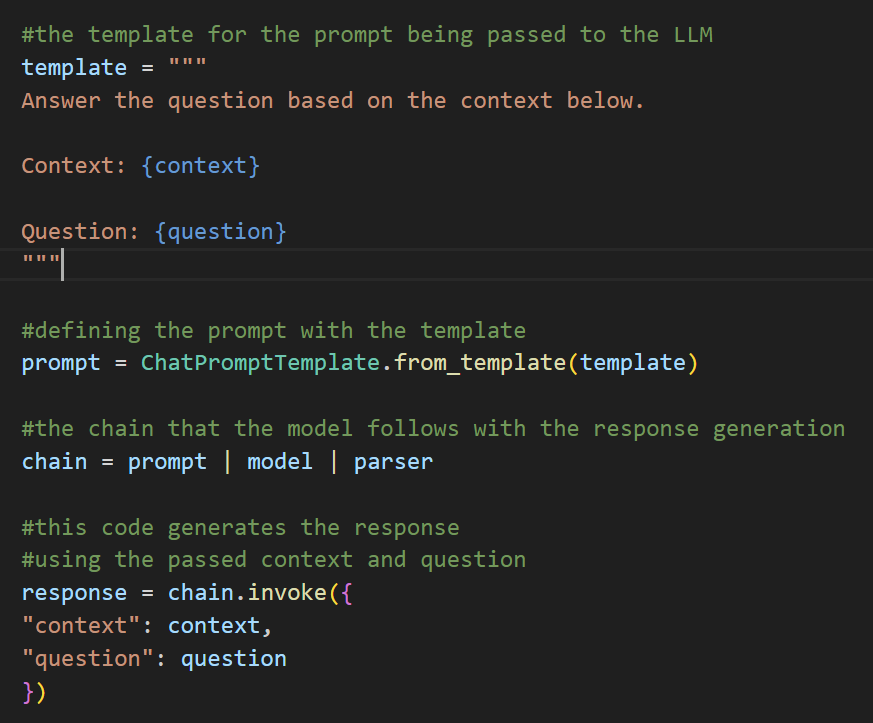 #the template for the prompt being passed to the LLM
template = """
Answer the question based on the context below.
Context: {context}
Question: {question}
"""
#defining the prompt with the template
prompt = ChatPromptTemplate.from_template(template)
#the chain that the model follows with the response generation
chain = prompt | model | parser
#this code generates the response
#using the passed context and question
response = chain.invoke({
"context": context,
"question": question
})